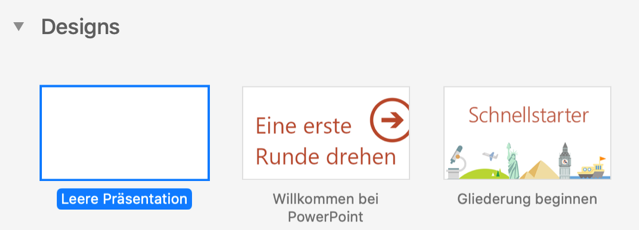 Designs
Eine erste
Runde drehen
Schnellstarter
Leere Präsentation
Willkommen bei
PowerPoint
Gliederung beginnen